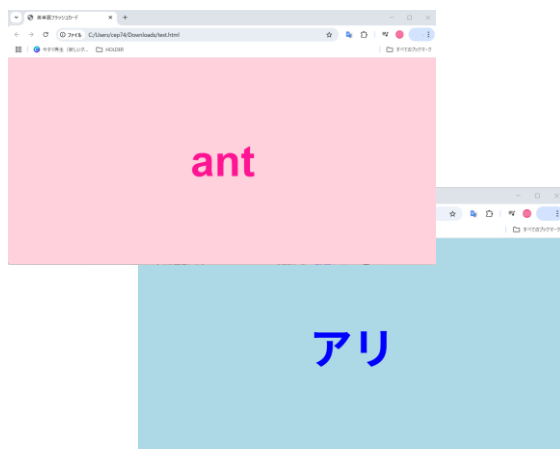 英単語フラッシュカード
ファイル C:/Users/cep74/Downloads/test.html
HOLDER
すべてのブックマーク
ant
すべてのブックマーク
アリ